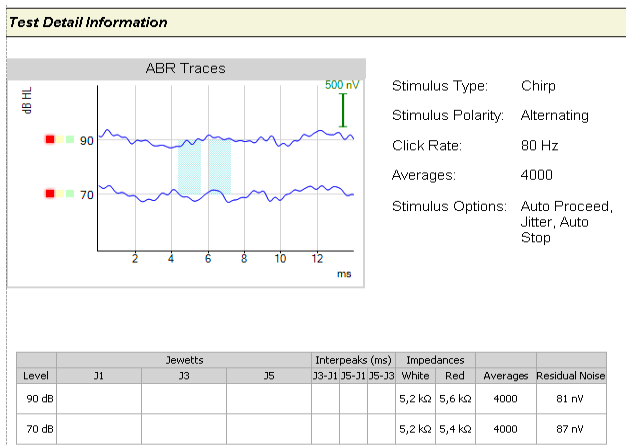 Test Detail Information
ABR Traces
dB HL
500 nV
90
70
2 4 6 8 10 12
ms
Stimulus Type: Chirp
Stimulus Polarity: Alternating
Click Rate: 80 Hz
Averages: 4000
Stimulus Options: Auto Proceed,
Jitter, Auto
Stop
Jewetts Interpeaks (ms) Impedances
Level J1 J3 J5 J3-J1 J5-J1 J5-J3 White Red Averages Residual Noise
90 dB 5,2 kΩ 5,6 kΩ 4000 81 nV
70 dB 5,2 kΩ 5,4 kΩ 4000 87 nV